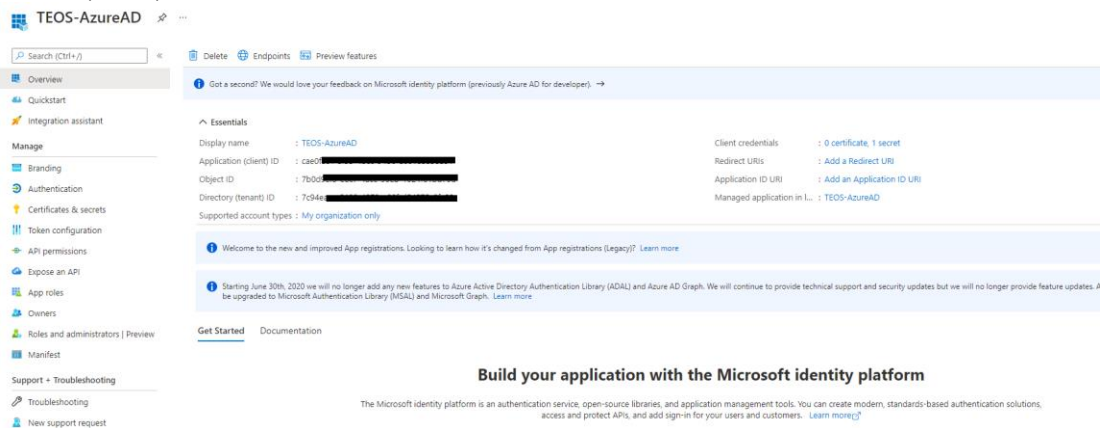 TEOS-AzureAD
Search (Ctrl+/)
Overview
Quickstart
Integration assistant
Manage
Branding
Authentication
Certificates & secrets
Token configuration
API permissions
Expose an API
App roles
Owners
Roles and administrators | Preview
Manifest
Support + Troubleshooting
Troubleshooting
New support request
Delete Endpoints Preview features
Got a second? We would love your feedback on Microsoft identity platform (previously Azure AD for developer). →
Essentials
Display name : TEOS-AzureAD
Application (client) ID : cae0
Object ID : 7b0d
Directory (tenant) ID : 7c94e
Supported account types : My organization only
Client credentials : 0 certificate, 1 secret
Redirect URIs : Add a Redirect URI
Application ID URI : Add an Application ID URI
Managed application in l... : TEOS-AzureAD
Welcome to the new and improved App registrations. Looking to learn how it's changed from App registrations (Legacy)? Learn more
Starting June 30th, 2020 we will no longer add any new features to Azure Active Directory Authentication Library (ADAL) and Azure AD Graph. We will continue to provide technical support and security updates but we will no longer provide feature updates. A
be upgraded to Microsoft Authentication Library (MSAL) and Microsoft Graph. Learn more
Get Started Documentation
Build your application with the Microsoft identity platform
The Microsoft identity platform is an authentication service, open-source libraries, and application management tools. You can create modern, standards-based authentication solutions,
access and protect APIs, and add sign-in for your users and customers. Learn more